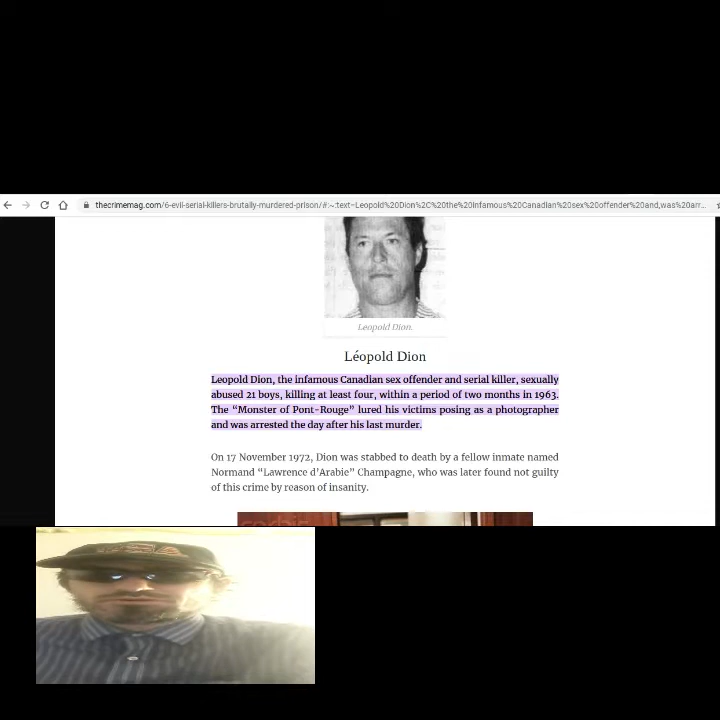 thecrimemag.com/6-evil-serial-killers-brutally-murdered-prison/#:~:text=Leopold%20Dion%2C%20the%20infamous%20Canadian%20sex%20offender%20and,was%20arr...
Leopold Dion.
Léopold Dion
Leopold Dion, the infamous Canadian sex offender and serial killer, sexually
abused 21 boys, killing at least four, within a period of two months in 1963.
The “Monster of Pont-Rouge” lured his victims posing as a photographer
and was arrested the day after his last murder.
On 17 November 1972, Dion was stabbed to death by a fellow inmate named
Normand “Lawrence d’Arabie” Champagne, who was later found not guilty
of this crime by reason of insanity.